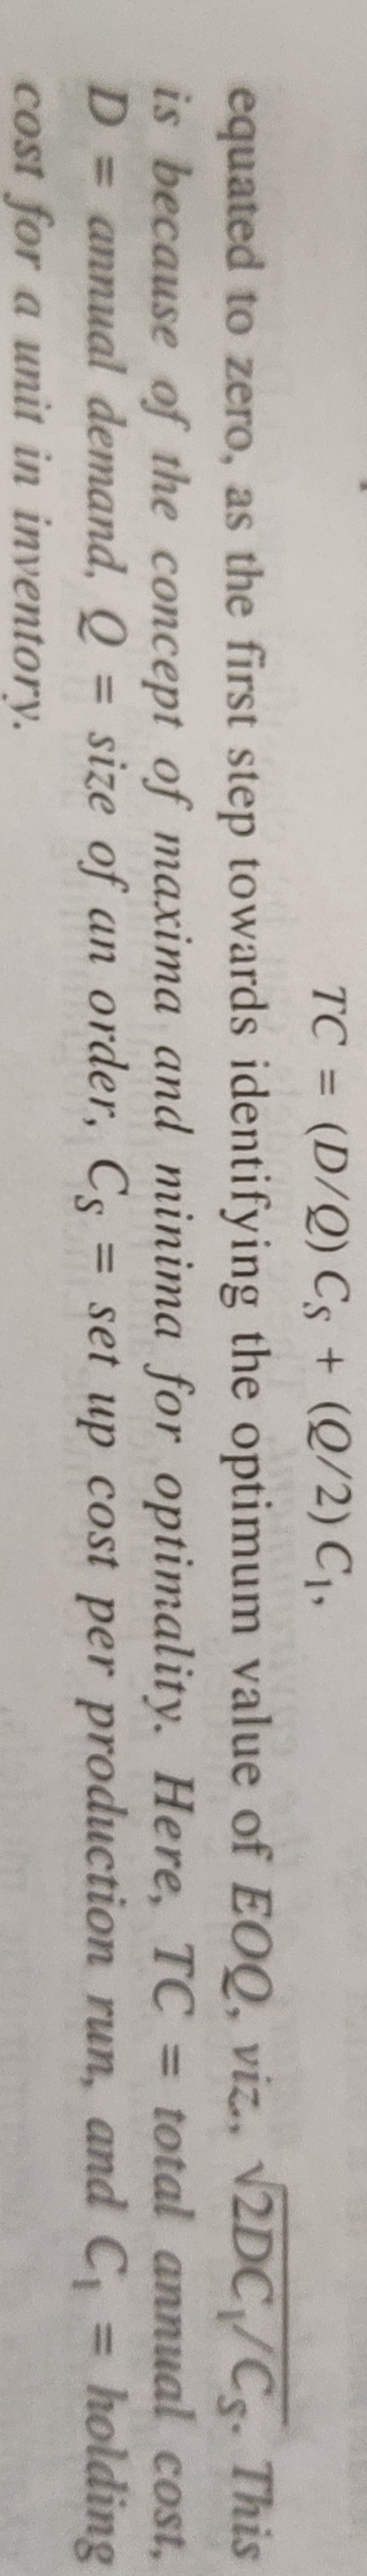 TC = (D/Q) C_S + (Q/2) C_1,
equated to zero, as the first step towards identifying the optimum value of EOQ, viz., √2DC_1/C_S. This
is because of the concept of maxima and minima for optimality. Here, TC = total annual cost,
D = annual demand, Q = size of an order, C_S = set up cost per production run, and C_1 = holding
cost for a unit in inventory.